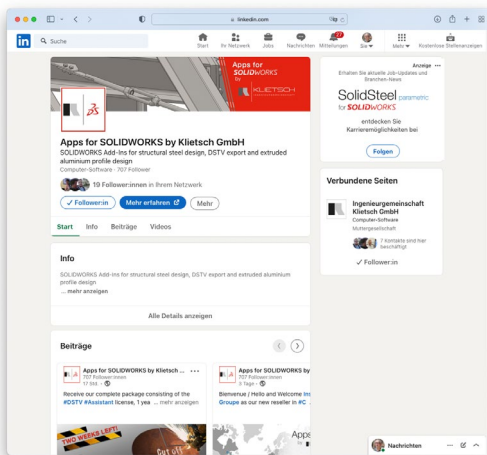 linkedin.com
in
Suche
Start
Ihr Netzwerk
Jobs
Nachrichten
27
Mitteilungen
Sie
Mehr
Kostenlose Stellenanzeigen
Apps for
SOLIDWORKS
By
KLIETSCH
Apps for SOLIDWORKS by Klietsch GmbH
SOLIDWORKS Add-Ins for structural steel design, DSTV export and extruded
aluminium profile design
Computer-Software · 707 Follower
19 Follower:innen in Ihrem Netzwerk
✓ Follower:in
Mehr erfahren
Mehr
Start
Info
Beiträge
Videos
Info
SOLIDWORKS Add-Ins for structural steel design, DSTV export and extruded aluminium
profile design
... mehr anzeigen
Alle Details anzeigen
Beiträge
Apps for SOLIDWORKS by Klietsch ...
707 Follower:innen
17 Std. ·
Receive our complete package consisting of the
#DSTV #Assistant license, 1 yea ... mehr anzeigen
TWO WEEKS LEFT!
Cut off
Apps for SOLIDWORKS by
707 Follower:innen
3 Tage ·
Bienvenue / Hello and Welcome
Groupe as our new reseller in #C
Apps
Anzeige ...
Erhalten Sie aktuelle Job-Updates und
Branchen-News
SolidSteel parametric
for SOLIDWORKS
entdecken Sie
Karrieremöglichkeiten bei
Folgen
Verbundene Seiten
Ingenieurgemeinschaft
Klietsch GmbH
Computer-Software
Muttergesellschaft
7 Kontakte sind hier
beschäftigt
✓ Follower:in
Nachrichten